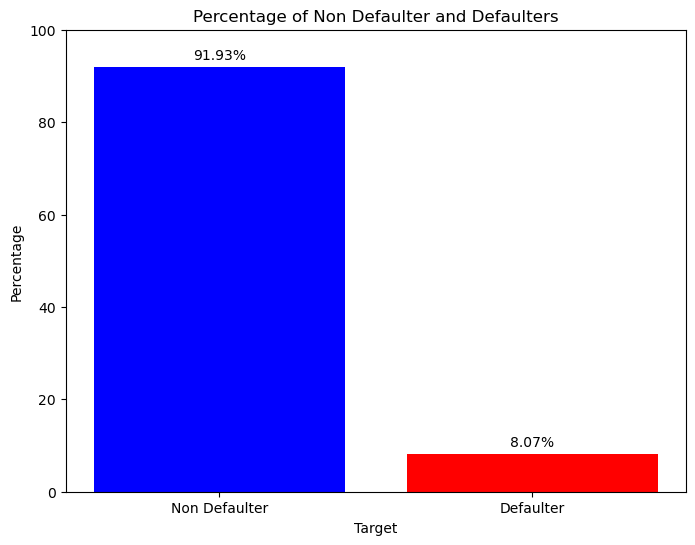 Percentage of Non Defaulter and Defaulters
100
91.93%
80
60
Percentage
40
20
8.07%
0
Non Defaulter
Defaulter
Target